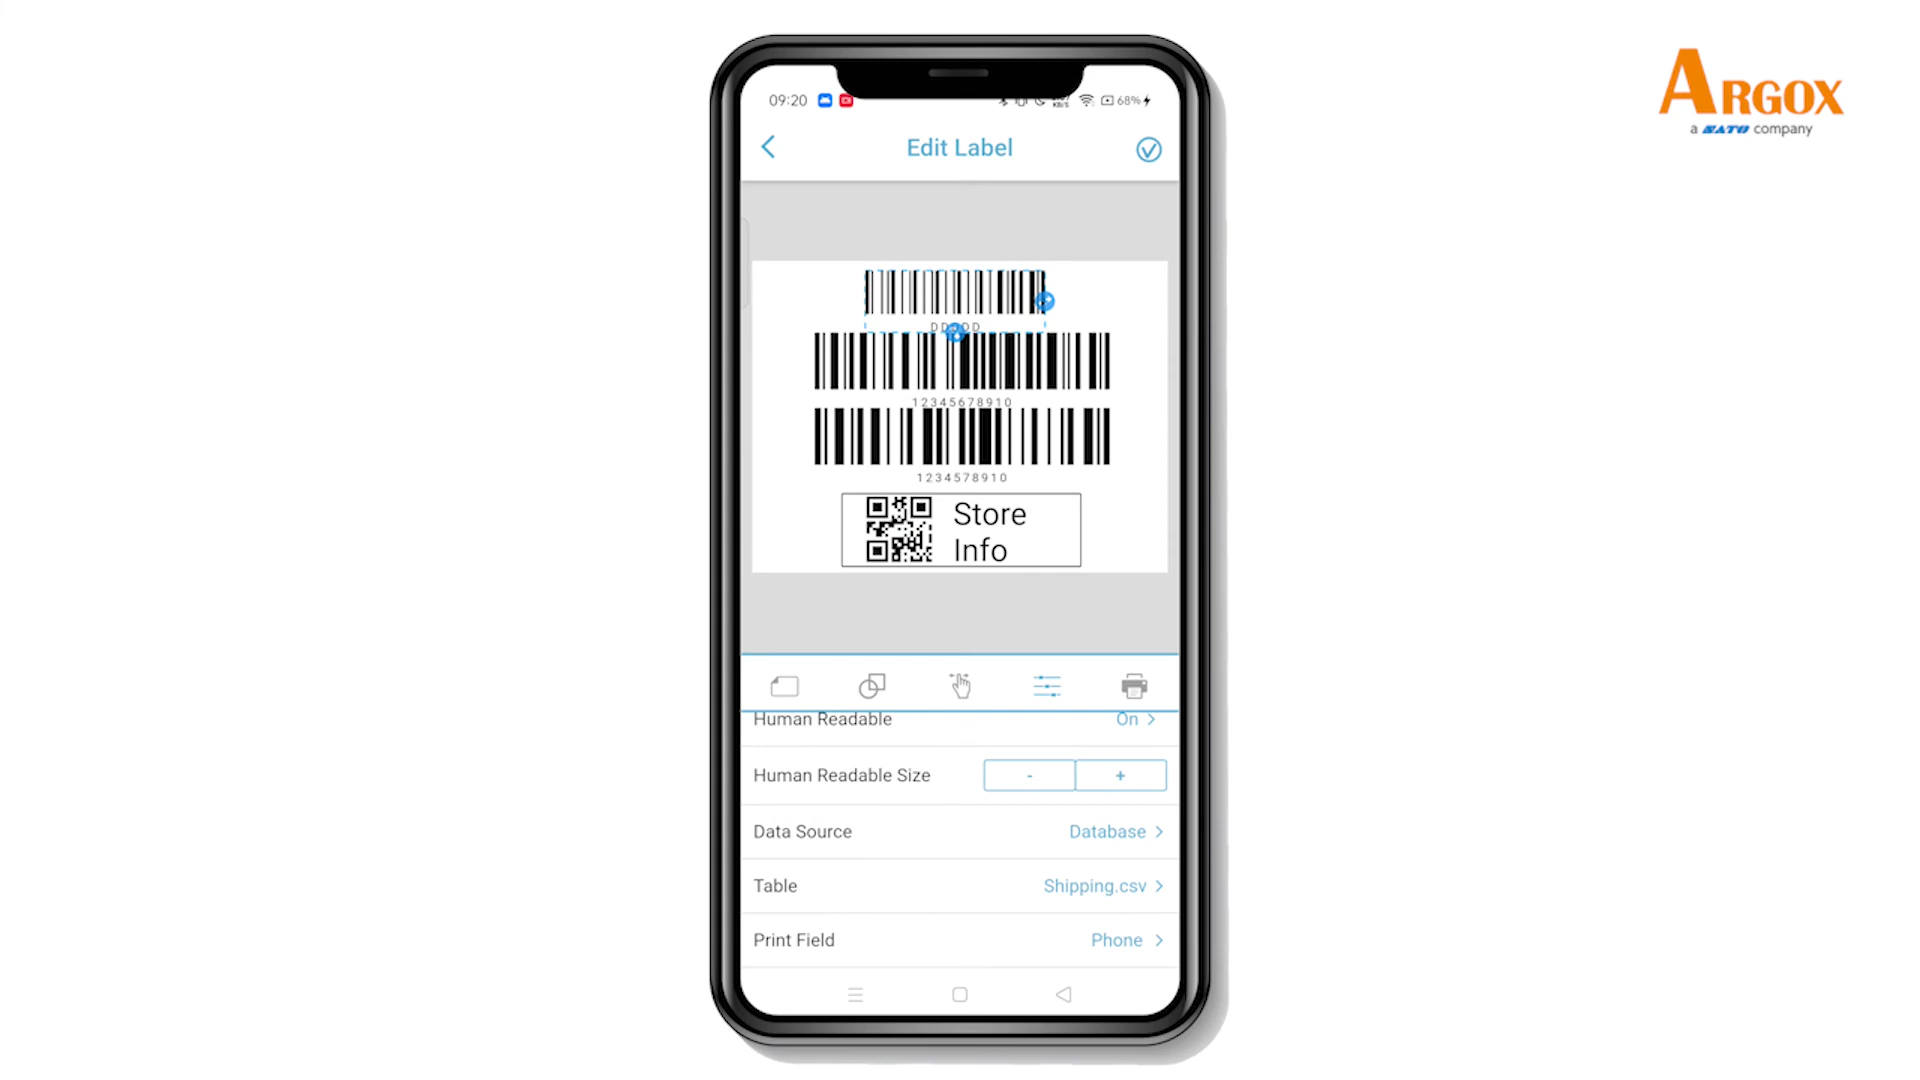 ARGOX
a SATO company
09:20
68%
Edit Label
12345678910
1234578910
Store
Info
Human Readable On
Human Readable Size - +
Data Source Database
Table Shipping.csv
Print Field Phone